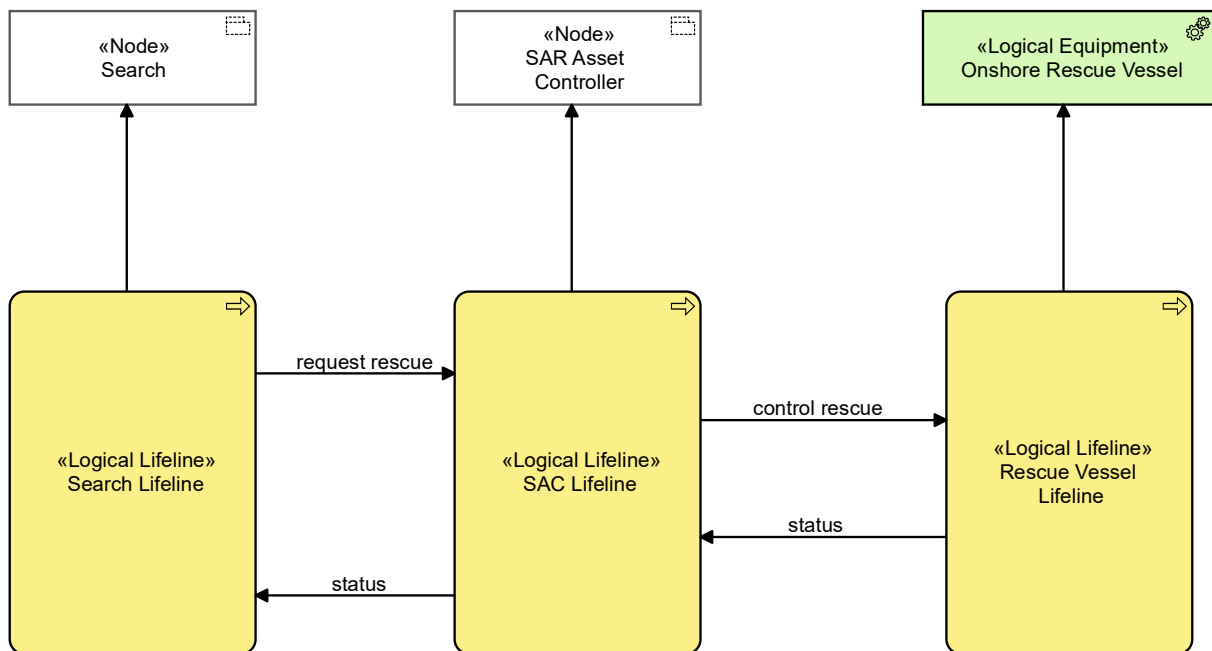 «Node»
Search
«Node»
SAR Asset
Controller
«Logical Equipment»
Onshore Rescue Vessel
request rescue
control rescue
«Logical Lifeline»
Search Lifeline
«Logical Lifeline»
SAC Lifeline
«Logical Lifeline»
Rescue Vessel
Lifeline
status
status